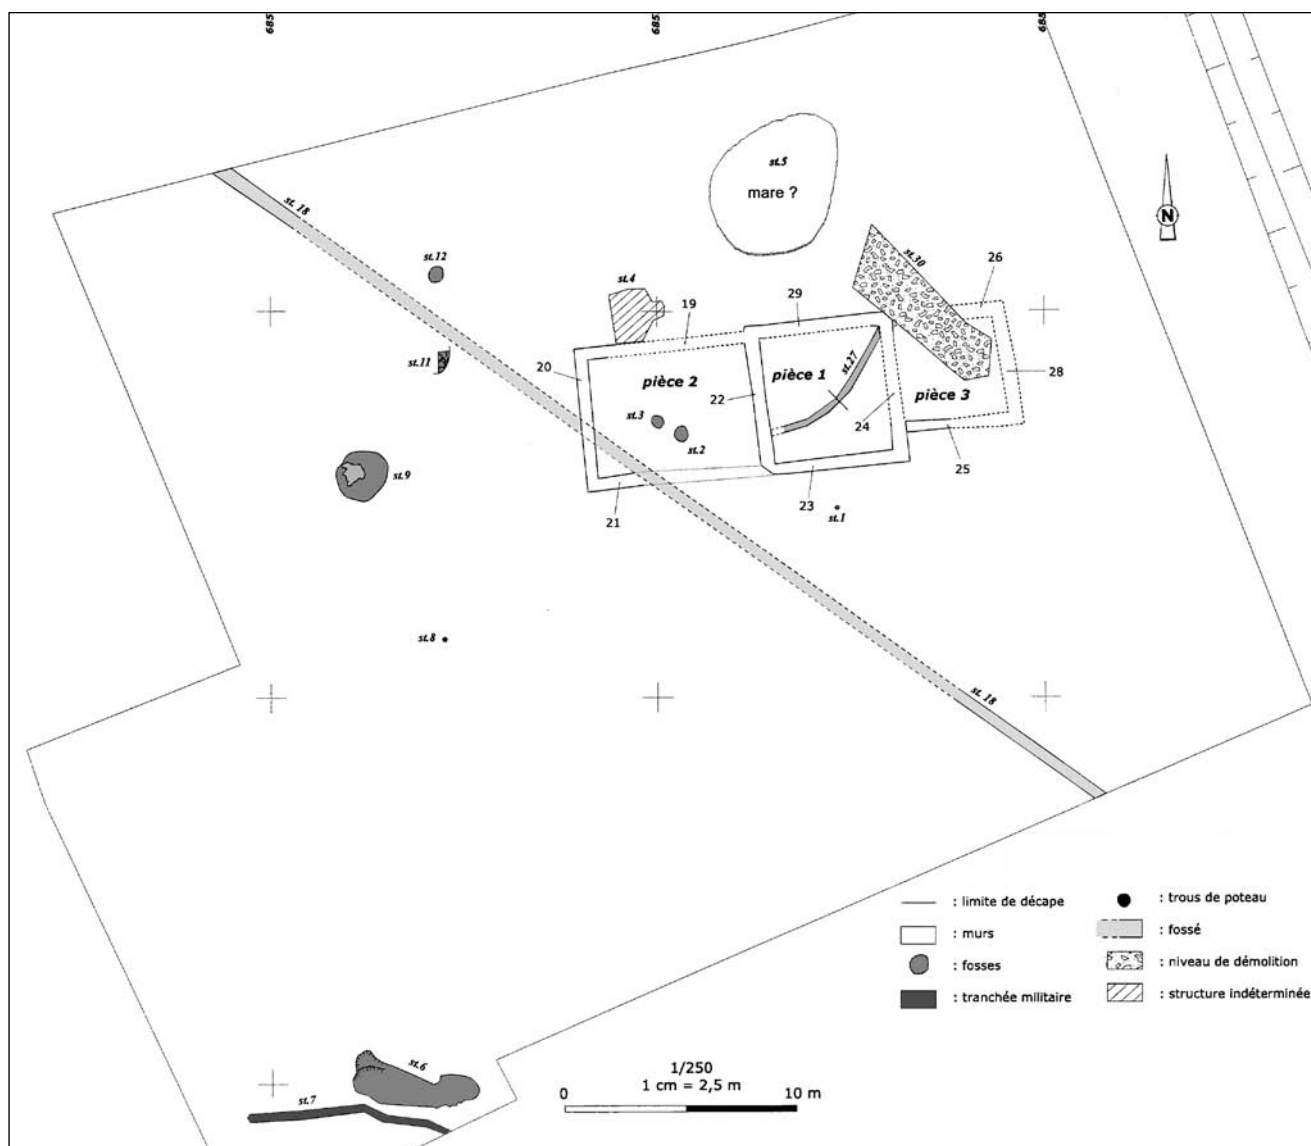 685
685
685
st.5
mare ?
N
st. 18
st.12
st.30
26
st.4
19
29
st.11
20
pièce 2
22
pièce 1
st.27
24
28
pièce 3
st.3
st.2
25
st.9
21
23
st.1
st.8
st. 18
: limite de décape
: murs
: fosses
: tranchée militaire
: trous de poteau
: fossé
: niveau de démolition
: structure indéterminée
st.6
st.7
1/250
1 cm = 2,5 m
0
10 m